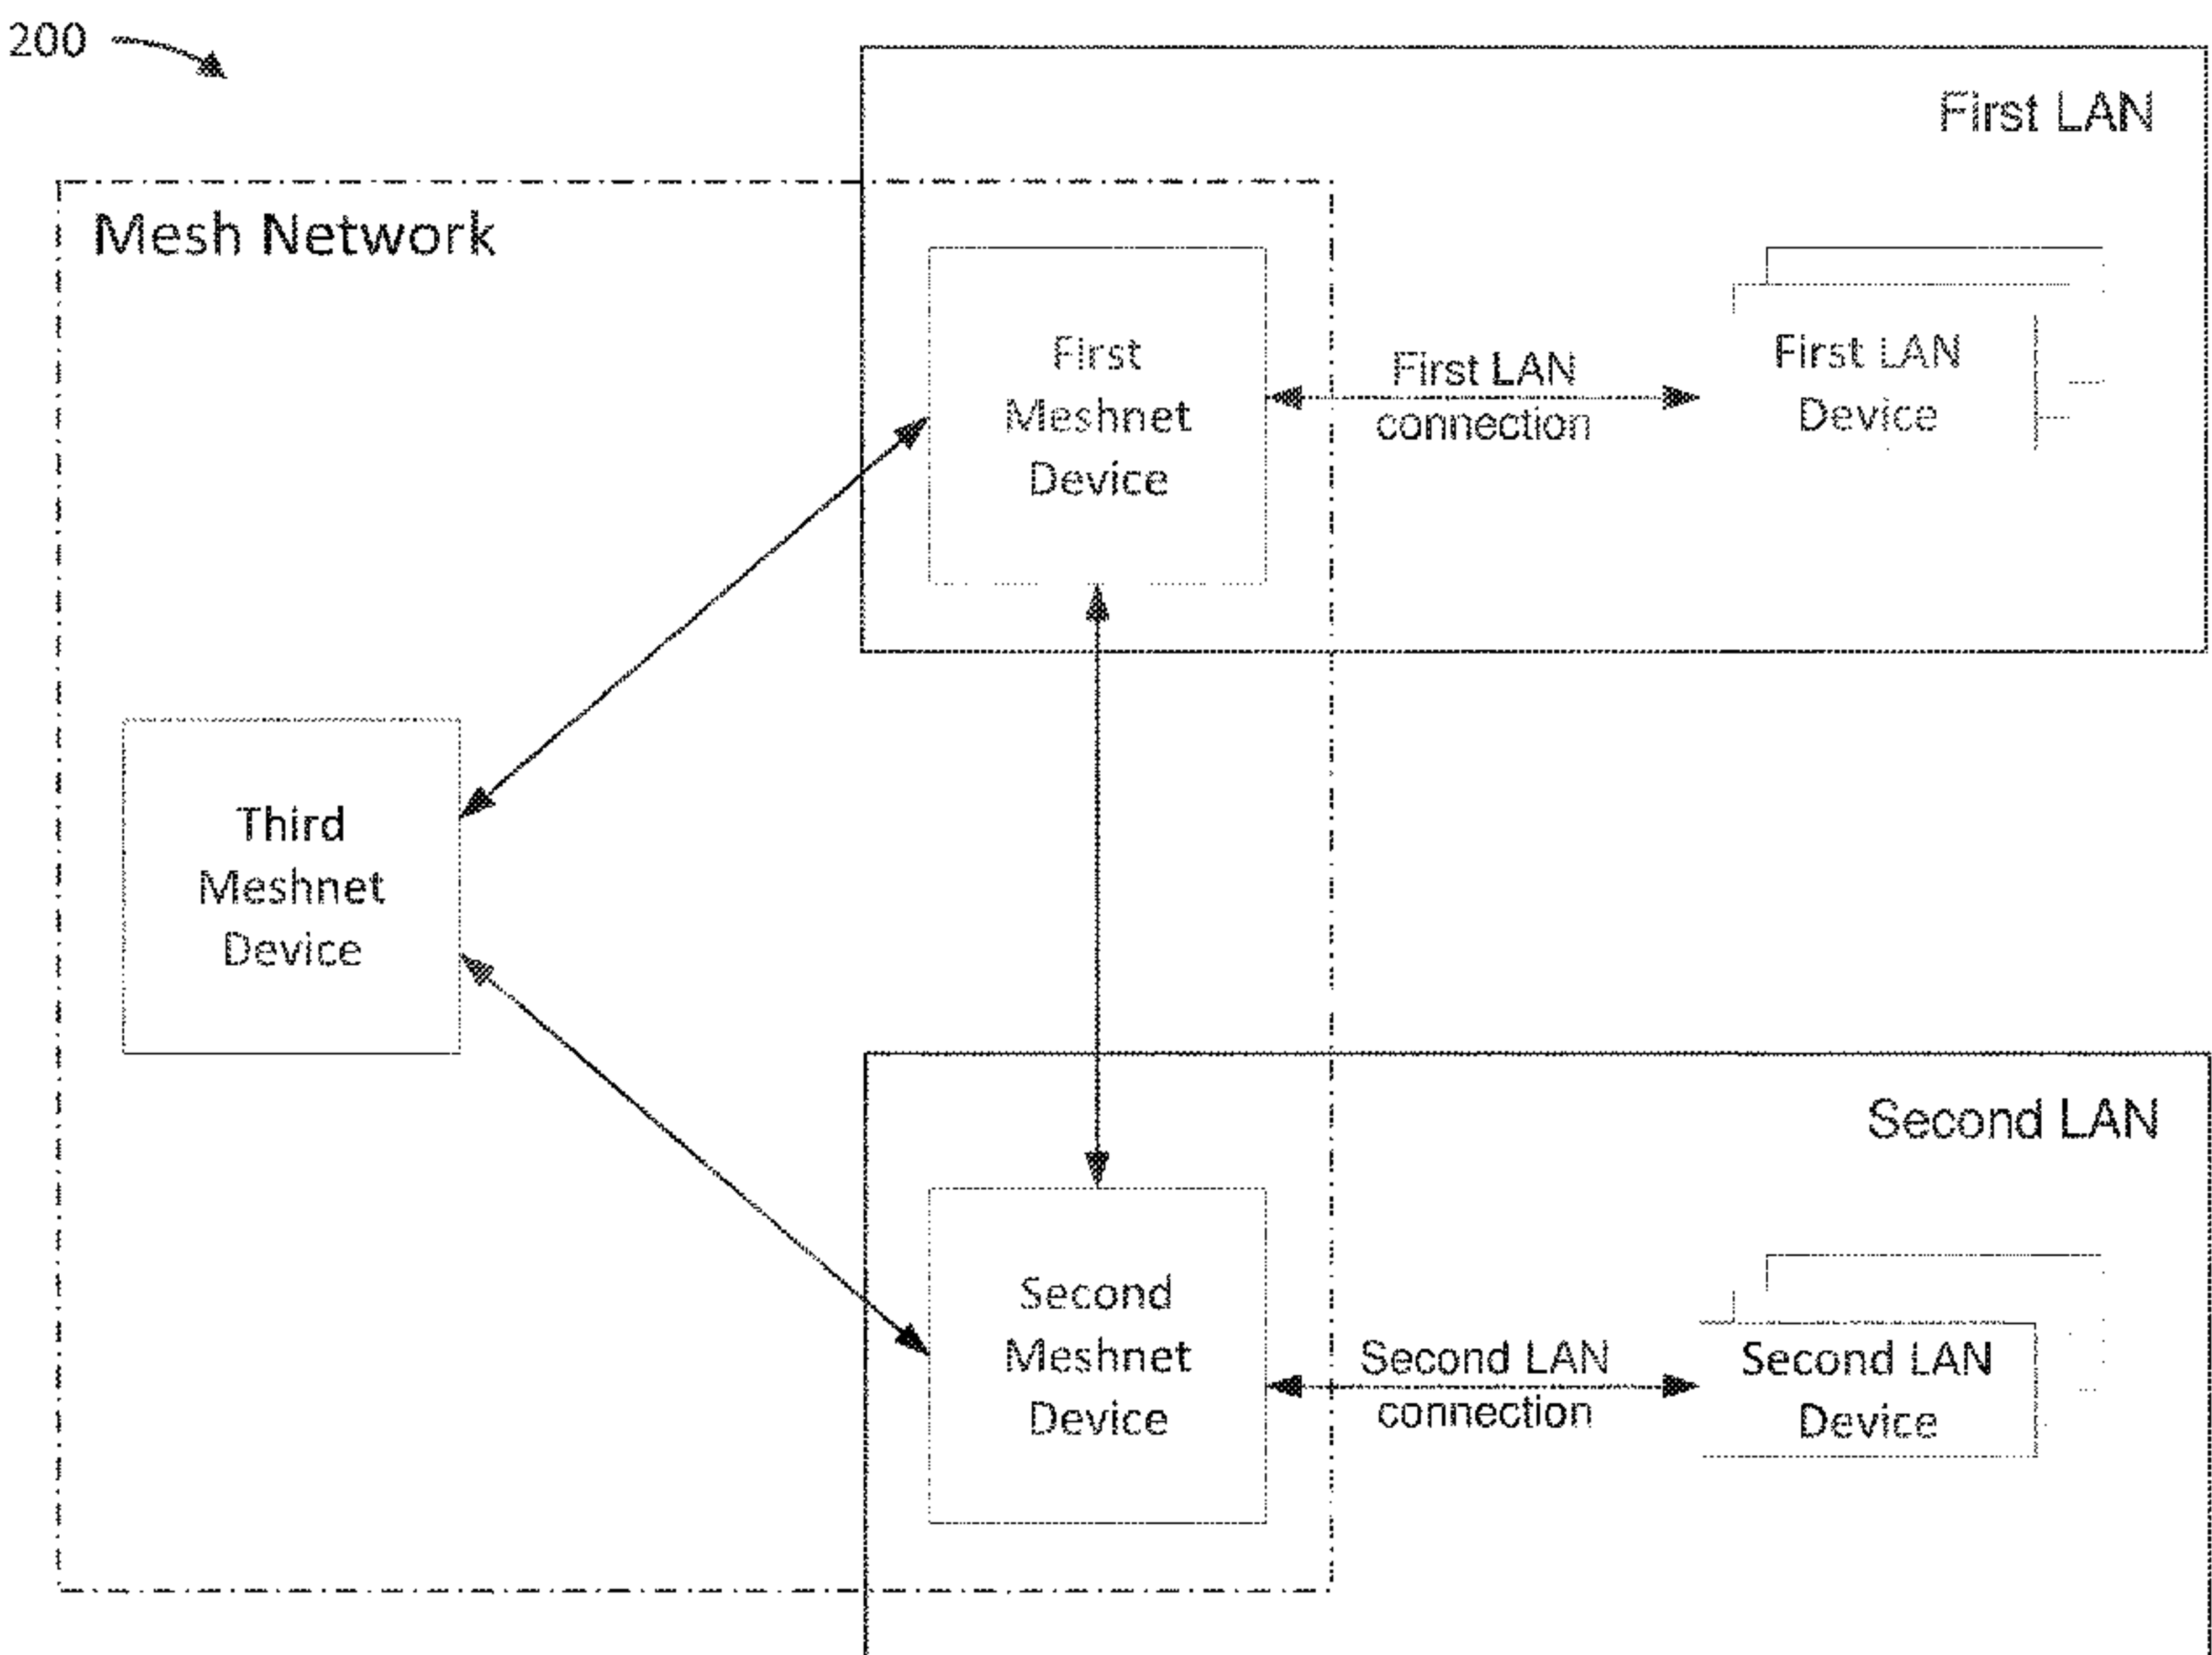 200
First LAN
Mesh Network
First
Meshnet
Device
First LAN
connection
First LAN
Device
Third
Meshnet
Device
Second LAN
Second
Meshnet
Device
Second LAN
connection
Second LAN
Device